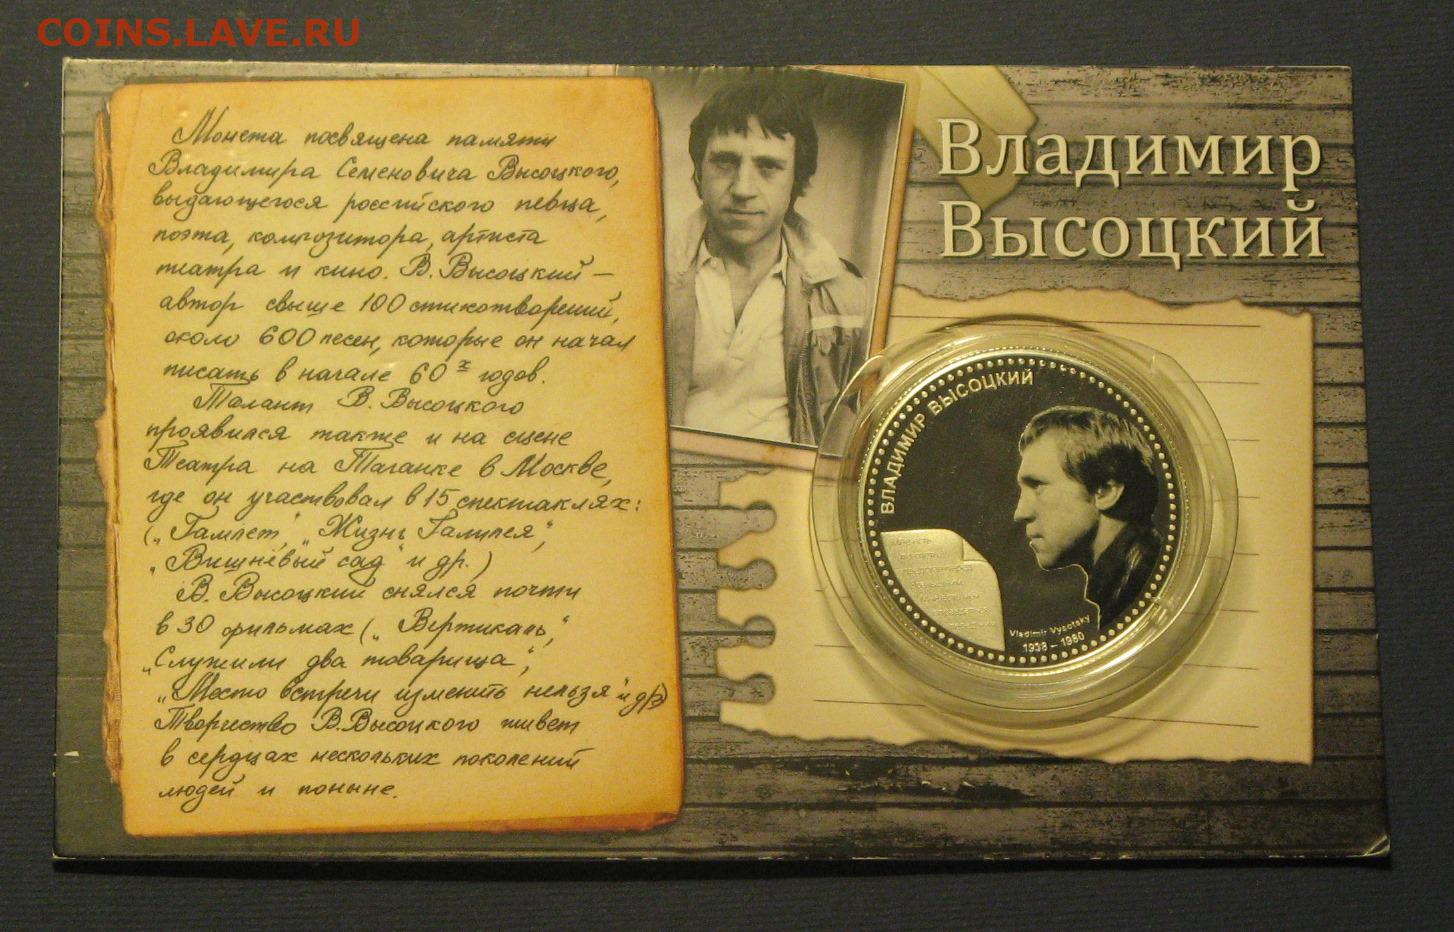 COINS.LAVE.RU
Монета посвящена памяти
Владимира Семеновича Высоцкого,
выдающегося российского певца,
поэта, композитора, артиста
театра и кино. В. Высоцкий –
автор свыше 100 стихотворений,
около 600 песен, которые он начал
писать в начале 60х годов.
Талант В. Высоцкого
проявился также и на сцене
Театра на Таганке в Москве,
где он участвовал в 15 спектаклях:
(„Гамлет“, „Жизнь Галилея“,
„Вишнёвый сад“ и др.)
В. Высоцкий снялся почти
в 30 фильмах („Вертикаль“,
„Служили два товарища“,
„Место встречи изменить нельзя“ и др.)
Творчество В.Высоцкого живет
в сердцах нескольких поколений
людей и поныне.
Владимир
Высоцкий
ВЛАДИМИР ВЫСОЦКИЙ
Vladimir Vysotsky
1938 – 1980